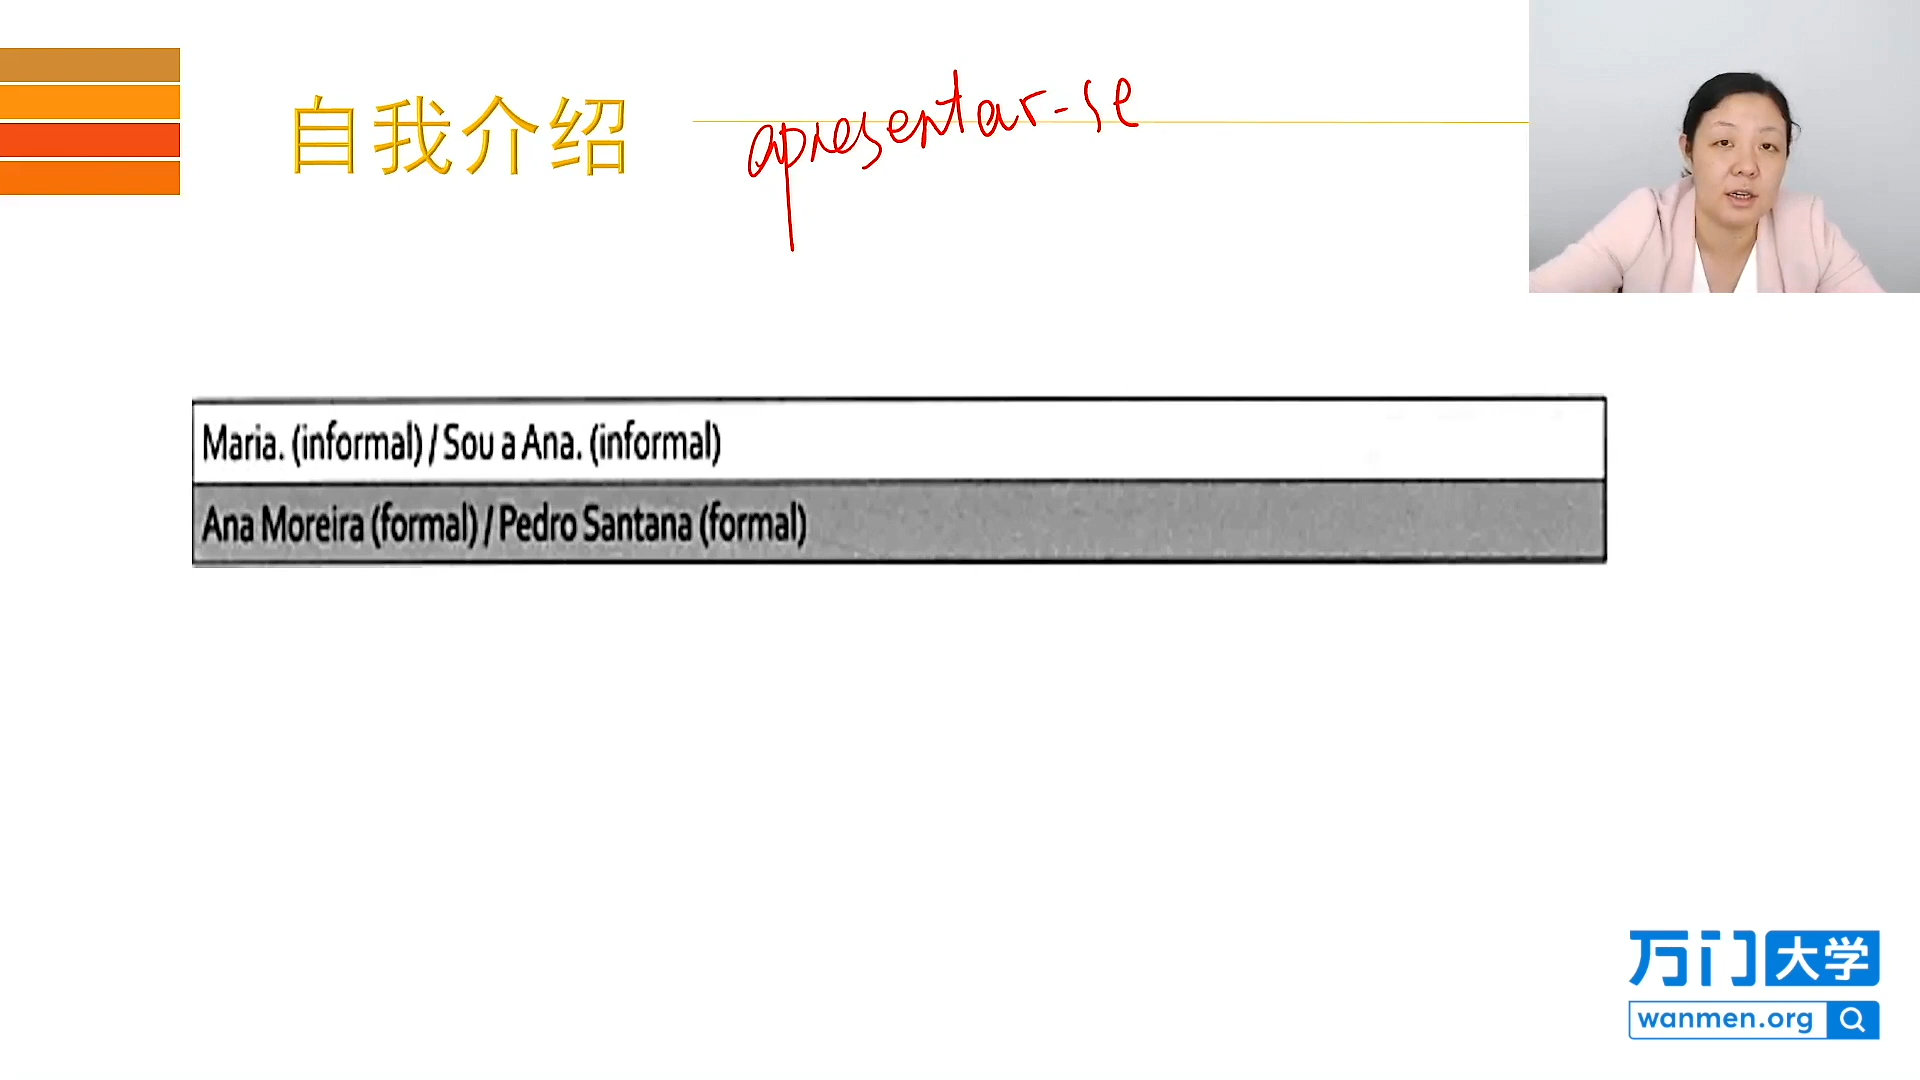 自我介绍
apresentar-se
Maria. (informal) / Sou a Ana. (informal)
Ana Moreira (formal) / Pedro Santana (formal)
万门大学
wanmen.org